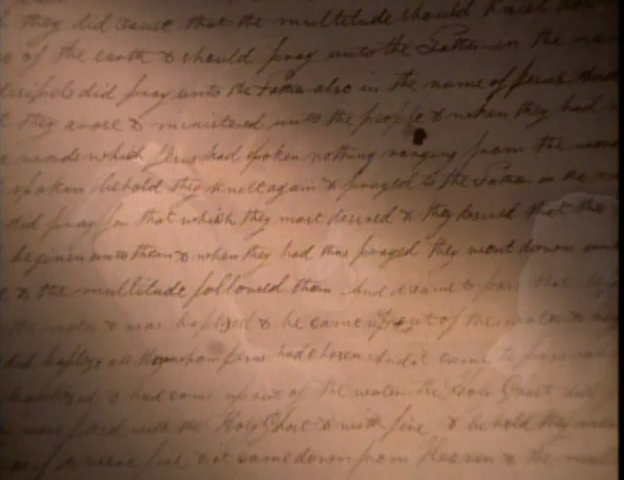 they did cause that the multitude should kneel down
of the earth & should pray unto the Father in the
desiples did pray unto the Father also in the name of Jesus
they arose & ministered unto the people & when they had
words which Jesus had spoken nothing varying from the words
spoken behold they knelt again & prayed to the Father in the
did pray for that which they most desired & they desired that the
be given unto them & when they had thus prayed they went down
& the multitude followed them And it came to pass that
the water & was baptized & he came up out of the water &
did baptize all whom Jesus had chosen And it came to pass
baptized & had come up out of the water the Holy Ghost did
were filled with the Holy Ghost & with fire & behold they were
were fire & it came down from Heaven & the